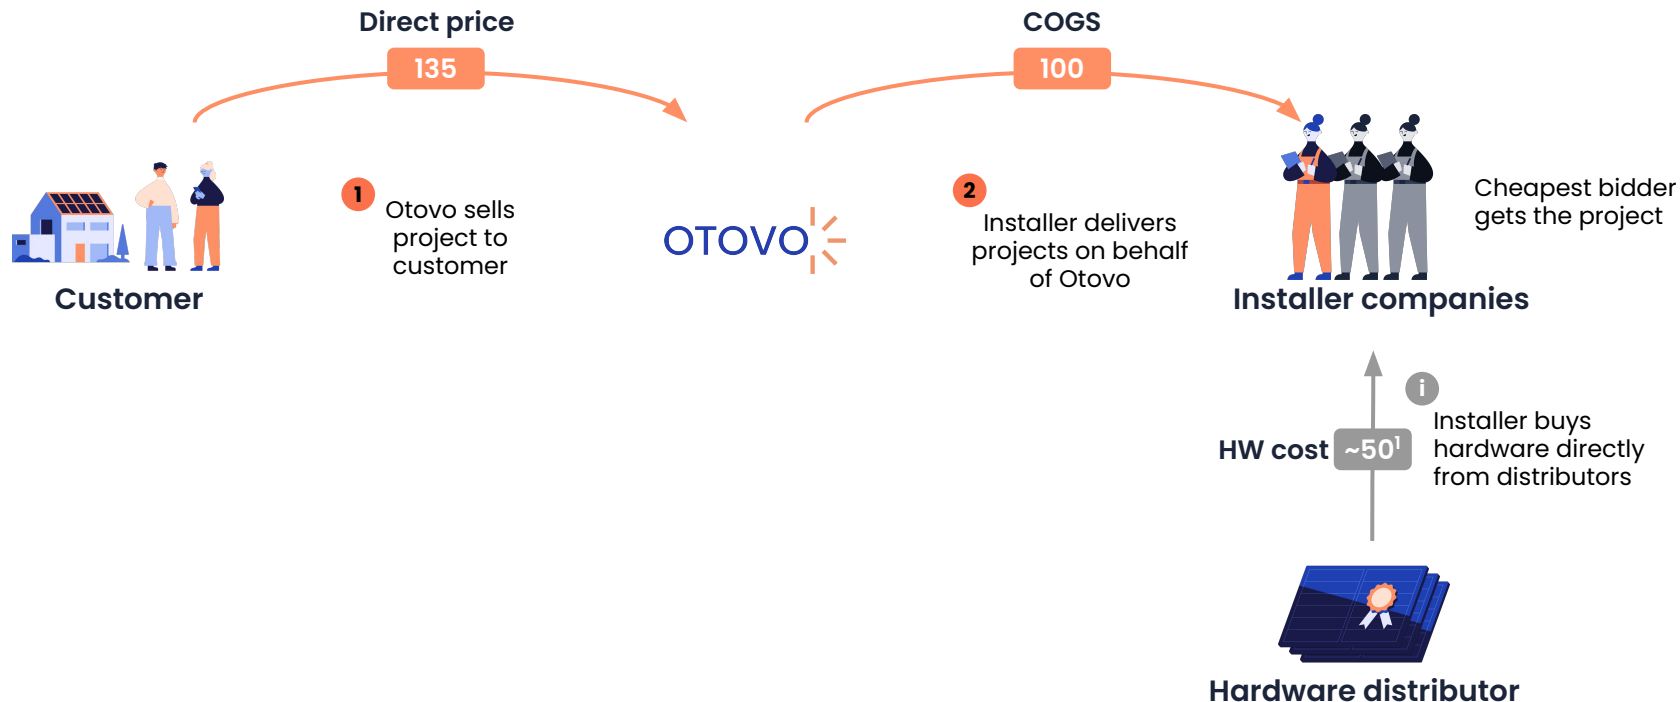 Direct price
135
COGS
100
1
Otovo sells
project to
customer
OTOVO
2
Installer delivers
projects on behalf
of Otovo
Cheapest bidder
gets the project
Customer
Installer companies
i
Installer buys
hardware directly
from distributors
HW cost
~50¹
Hardware distributor